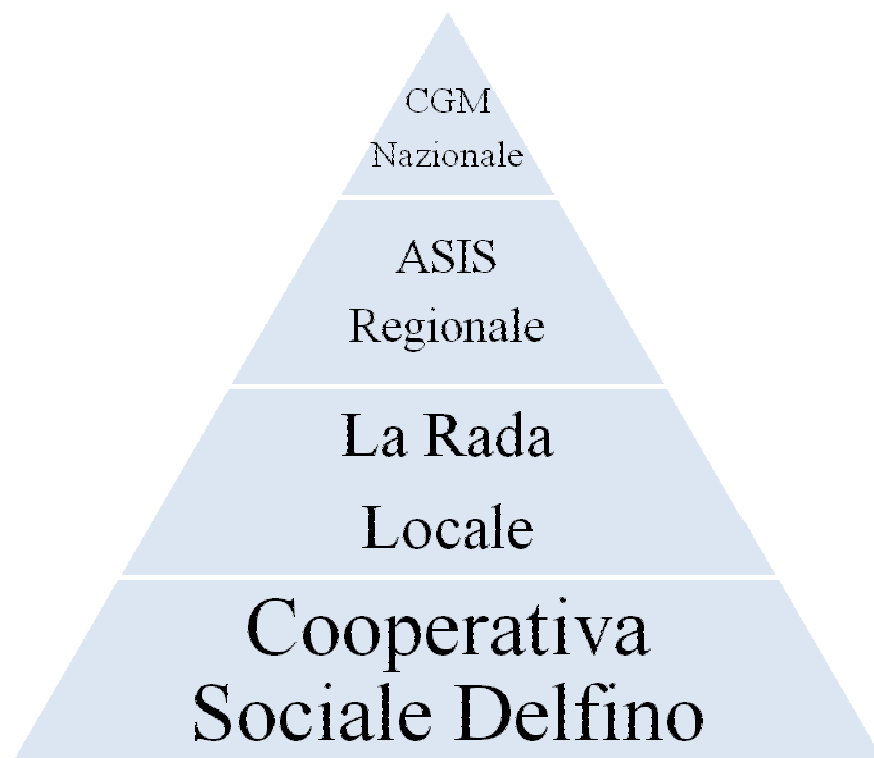 CGM
Nazionale
ASIS
Regionale
La Rada
Locale
Cooperativa
Sociale Delfino